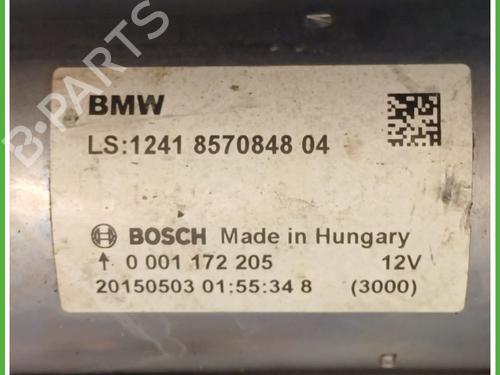 B-PARTS
BMW
LS:1241 8570848 04
BOSCH Made in Hungary
↑ 0 001 172 205 12V
20150503 01:55:34 8 (3000)